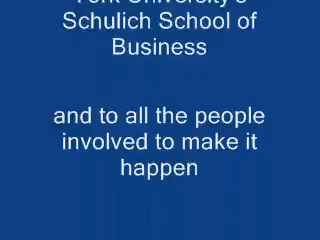 York University's
Schulich School of
Business
and to all the people
involved to make it
happen